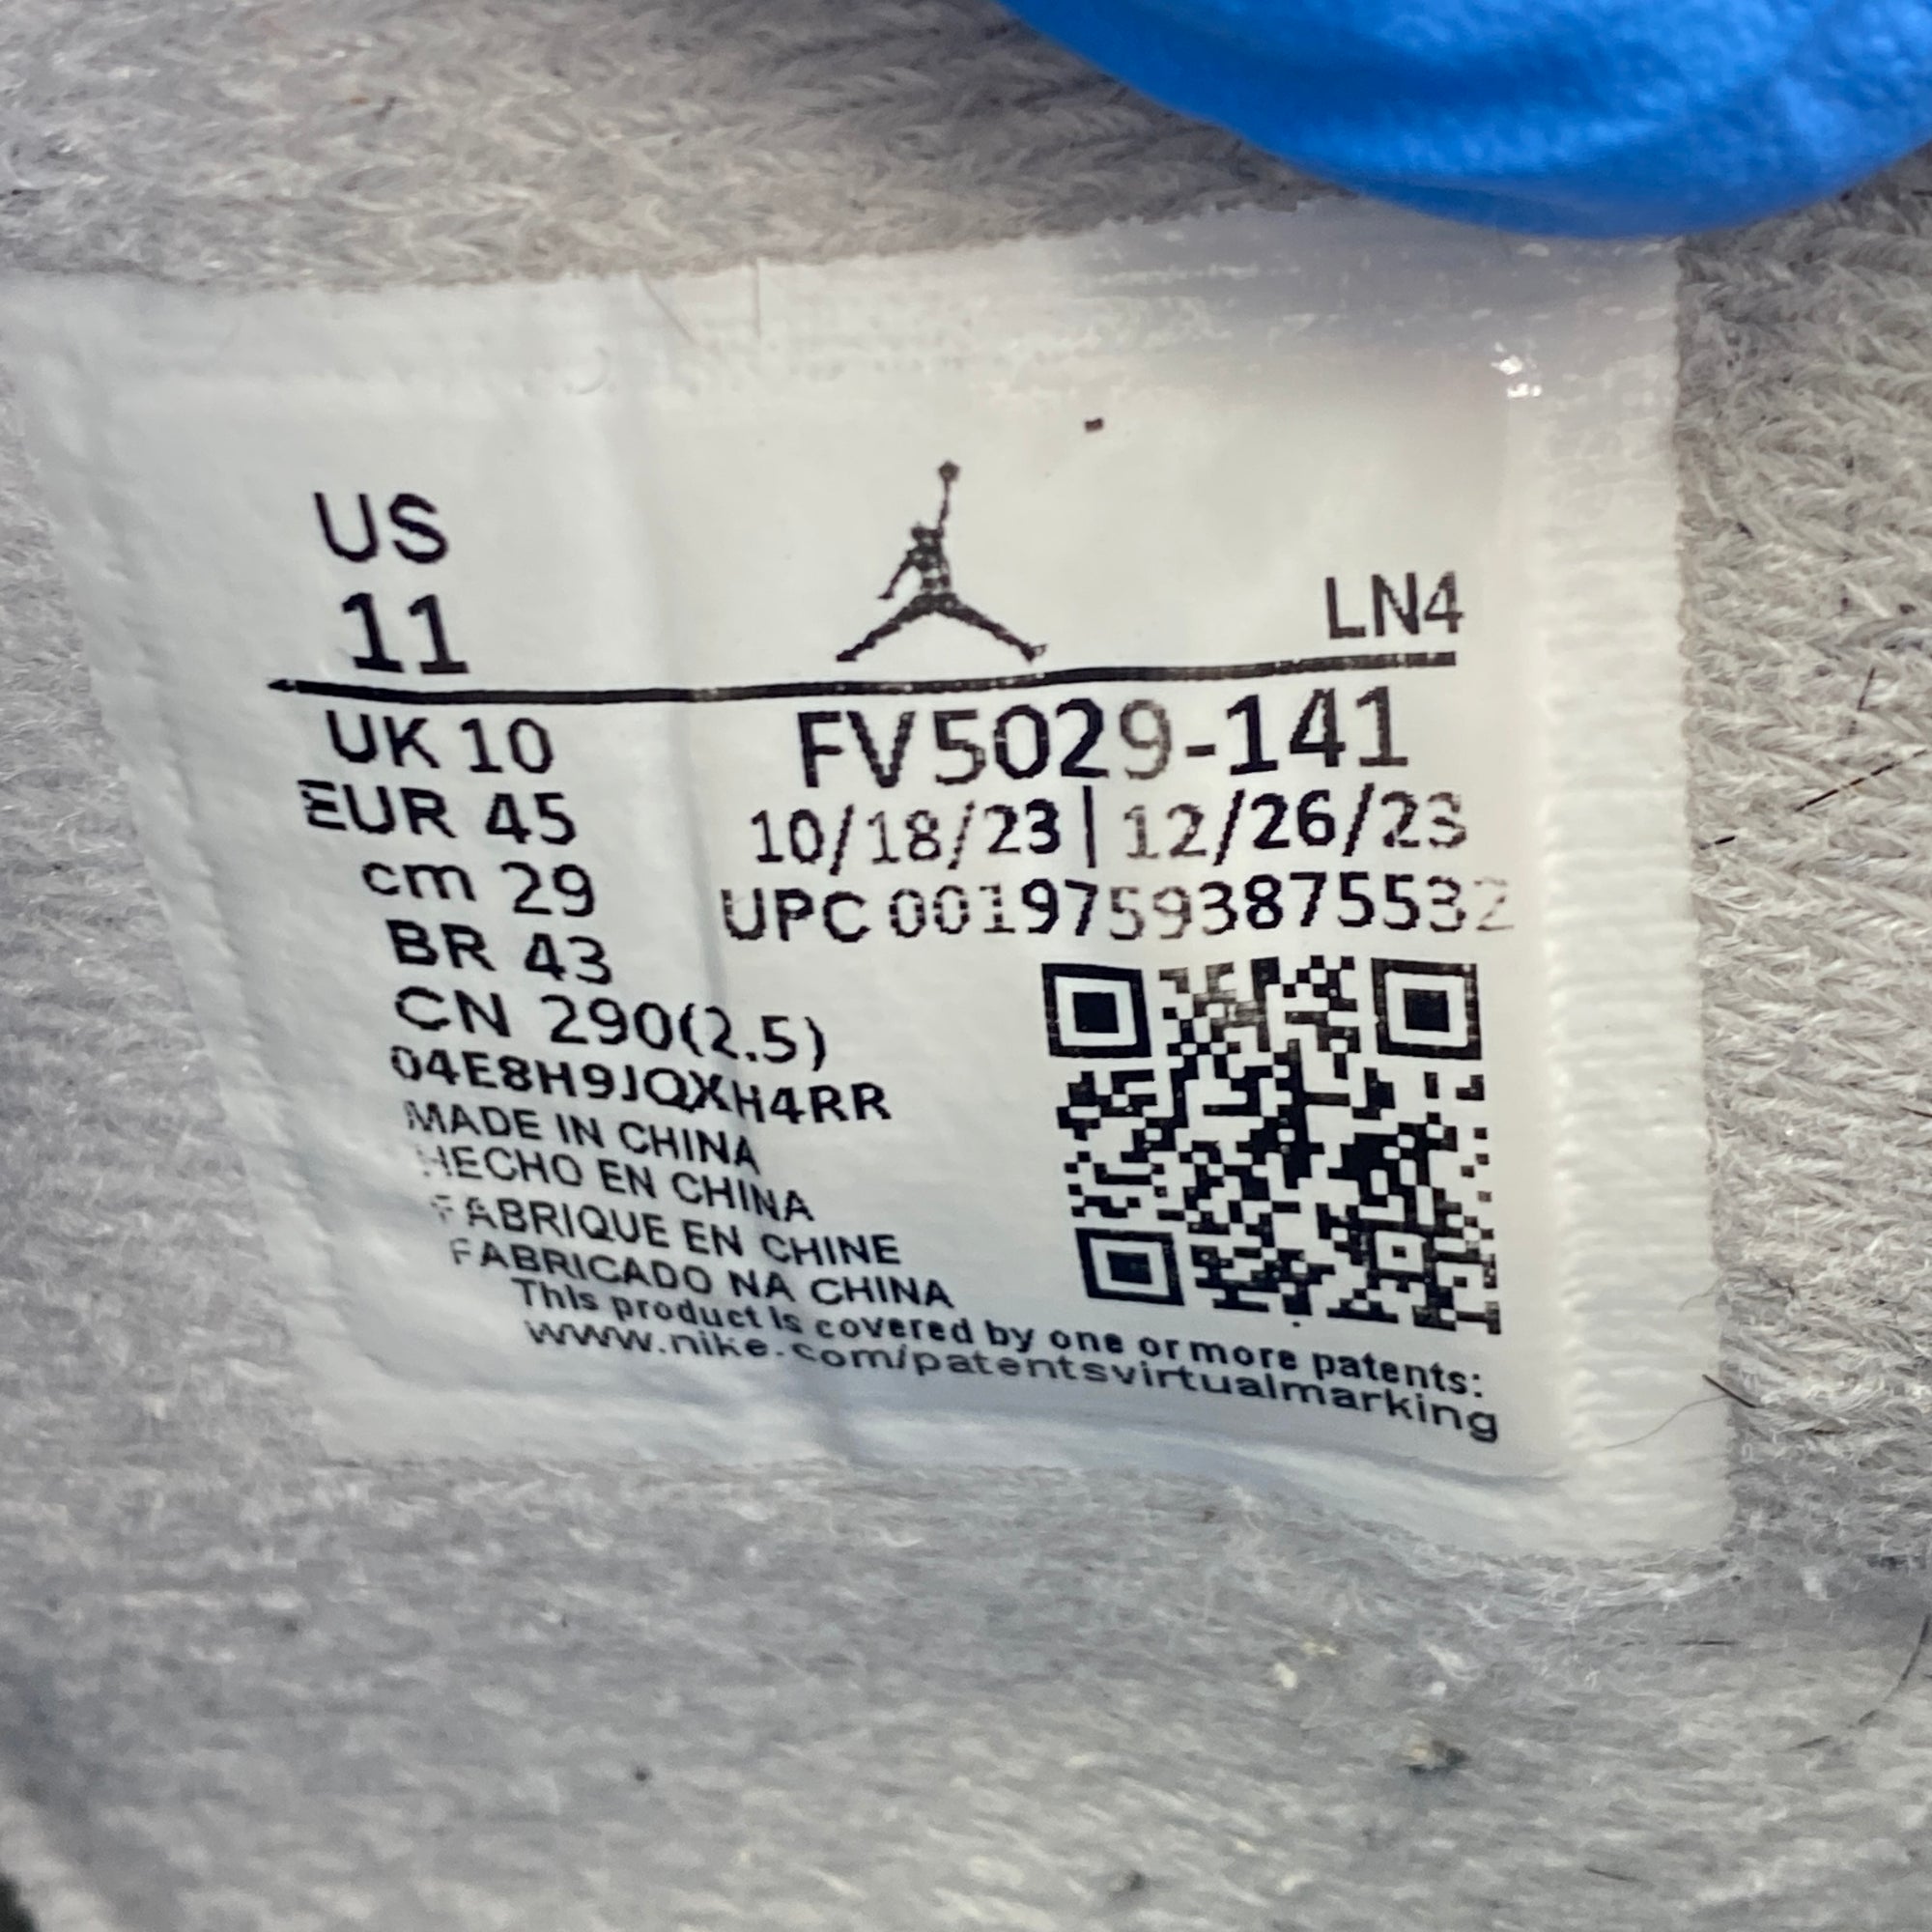 US
11
LN4
UK 10
EUR 45
cm 29
BR 43
CN 290(2.5)
04E8H9JQXH4RR
FV5029-141
10/18/23|12/26/23
UPC 00197593875532
MADE IN CHINA
HECHO EN CHINA
FABRIQUE EN CHINE
FABRICADO NA CHINA
This product is covered by one or more patents:
www.nike.com/patentsvirtualmarking